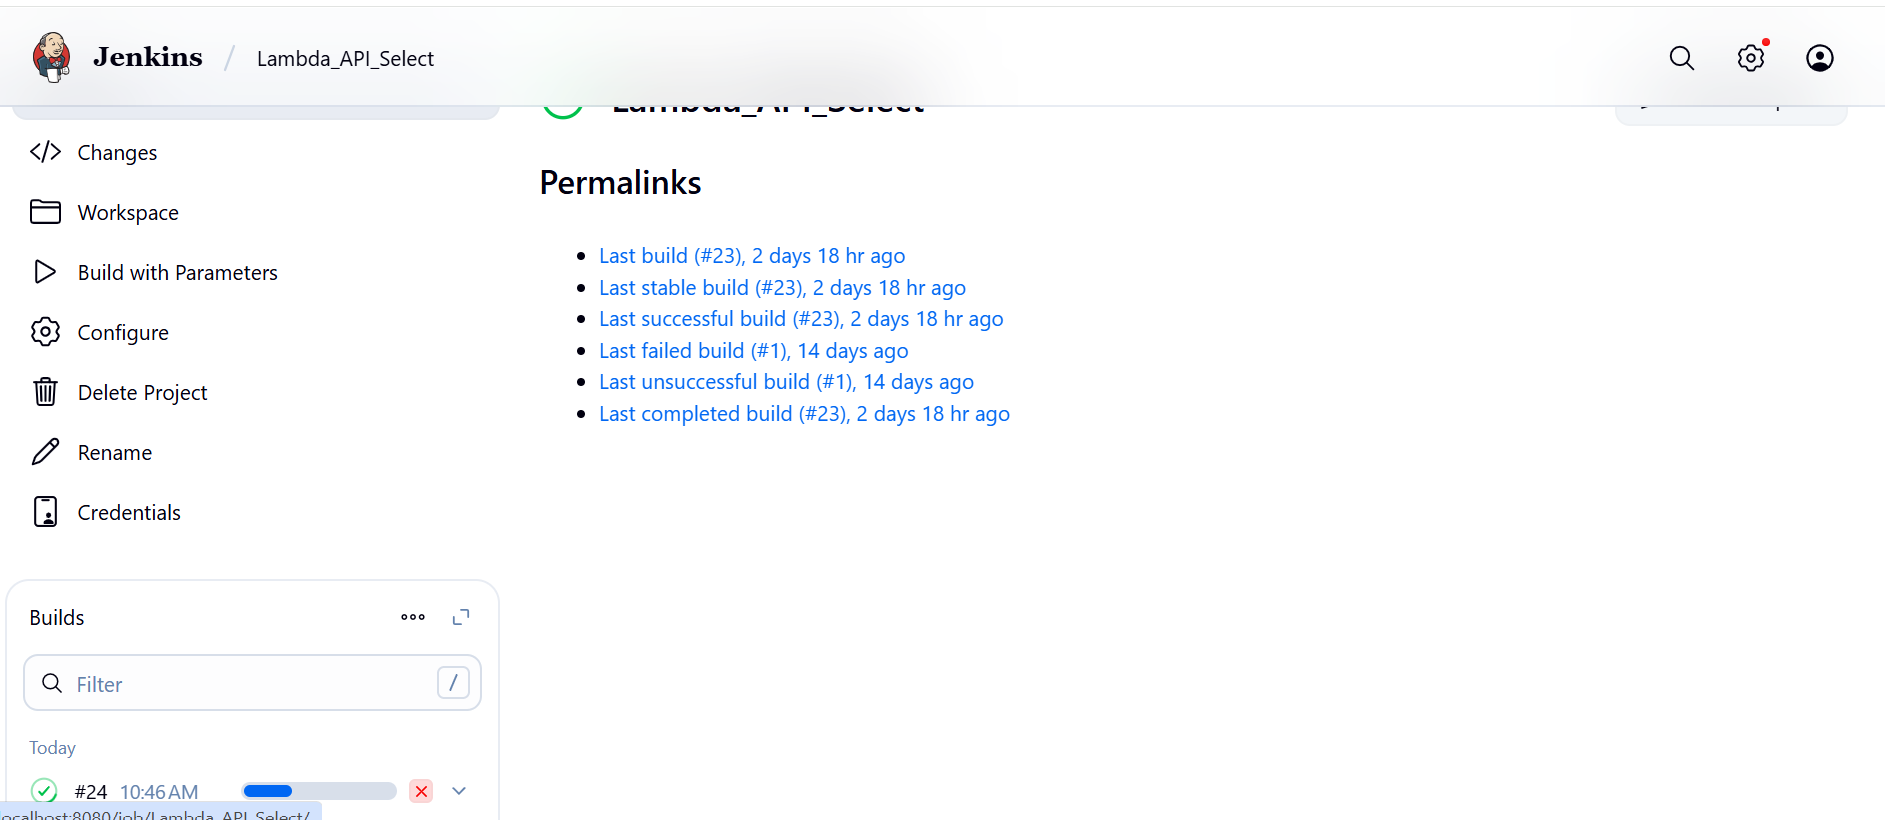 Jenkins / Lambda_API_Select
Lambda_API_Select
Changes
Workspace
Build with Parameters
Configure
Delete Project
Rename
Credentials
Permalinks
Last build (#23), 2 days 18 hr ago
Last stable build (#23), 2 days 18 hr ago
Last successful build (#23), 2 days 18 hr ago
Last failed build (#1), 14 days ago
Last unsuccessful build (#1), 14 days ago
Last completed build (#23), 2 days 18 hr ago
Builds
Filter /
Today
#24 10:46 AM
localhost:8080/job/Lambda_API_Select/